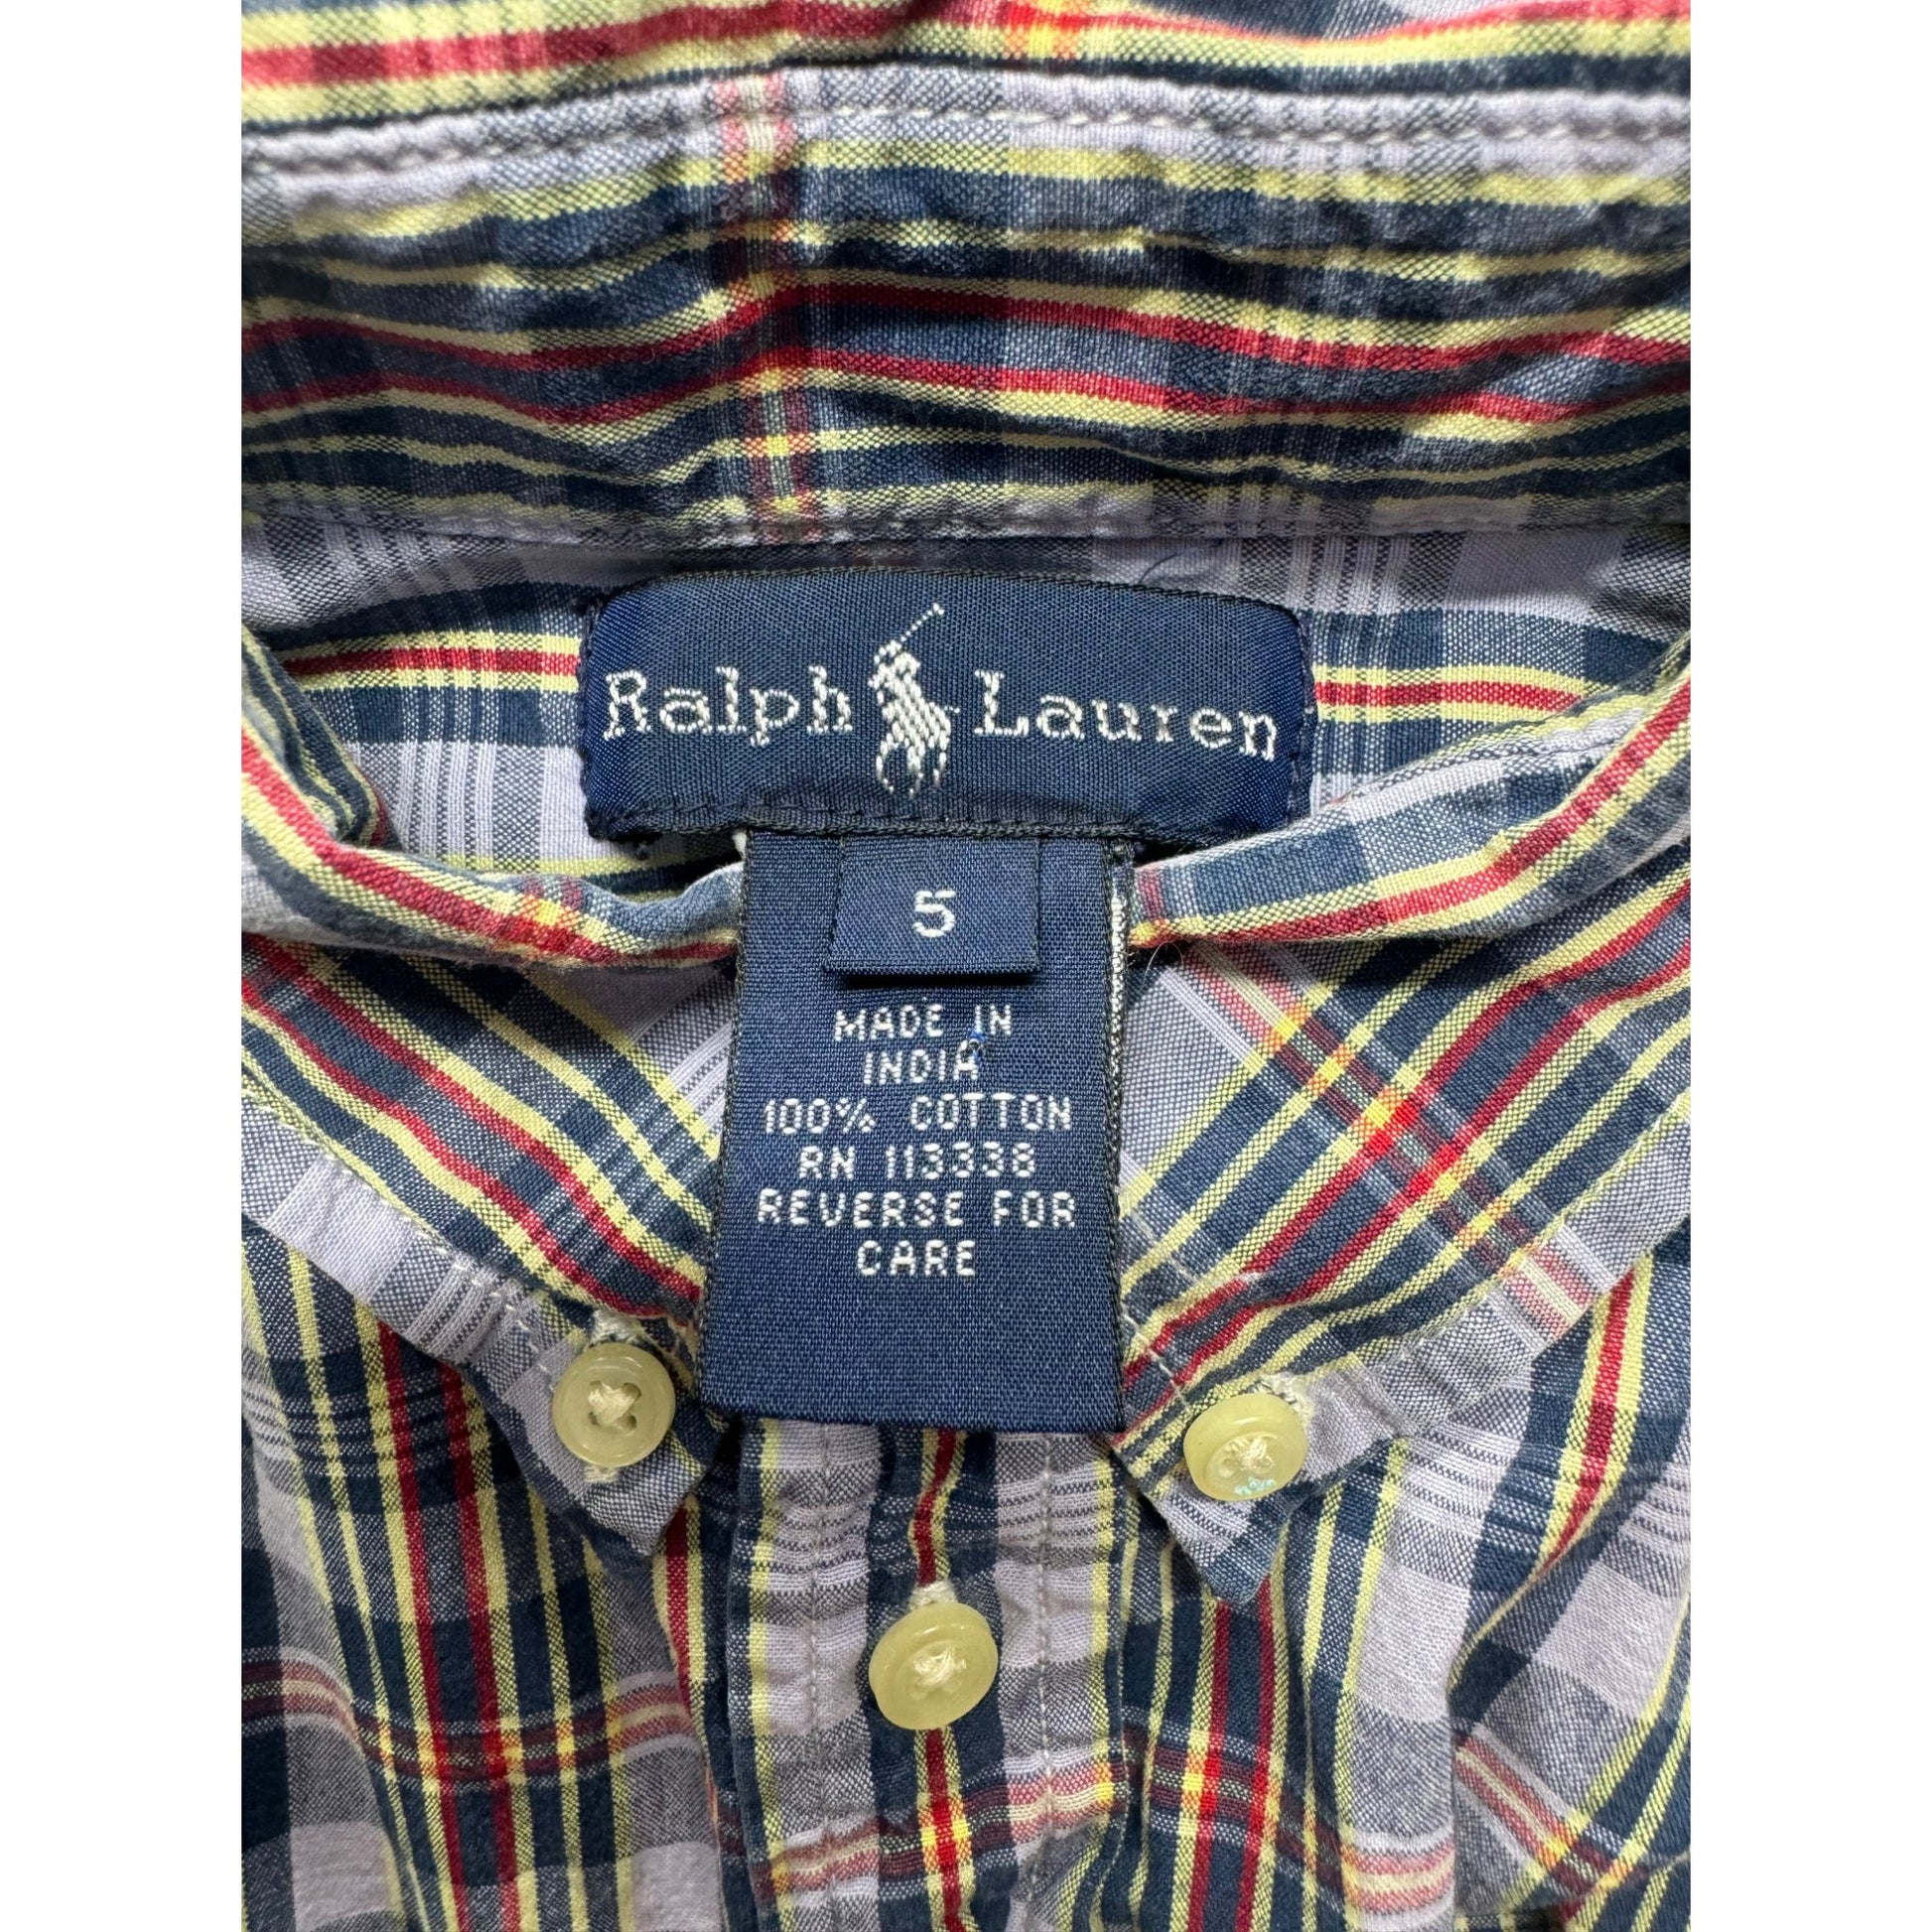 Ralph Lauren
5
MADE IN
INDIA
100% COTTON
RN 113338
REVERSE FOR
CARE